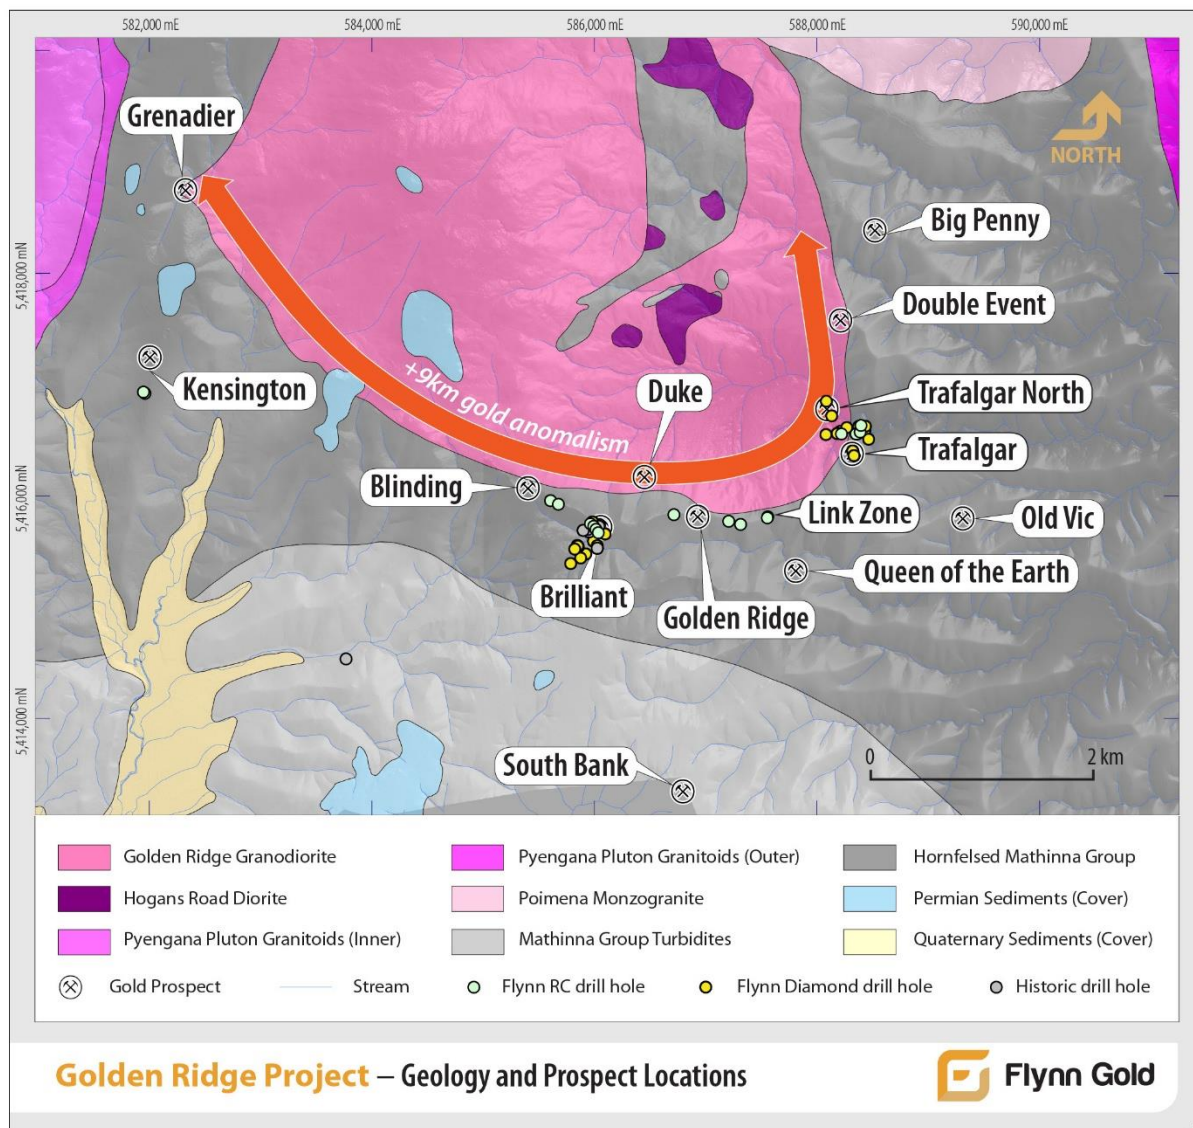 582,000 mE
584,000 mE
586,000 mE
588,000 mE
590,000 mE
Grenadier
NORTH
Big Penny
5,418,000 mN
Double Event
Kensington
+9km gold anomalism
Duke
Trafalgar North
Trafalgar
Blinding
5,416,000 mN
Link Zone
Old Vic
Queen of the Earth
Brilliant
Golden Ridge
5,414,000 mN
South Bank
0
2 km
Golden Ridge Granodiorite
Pyengana Pluton Granitoids (Outer)
Hornfelsed Mathinna Group
Hogans Road Diorite
Poimena Monzogranite
Permian Sediments (Cover)
Pyengana Pluton Granitoids (Inner)
Mathinna Group Turbidites
Quaternary Sediments (Cover)
Gold Prospect
Stream
Flynn RC drill hole
Flynn Diamond drill hole
Historic drill hole
Golden Ridge Project – Geology and Prospect Locations
Flynn Gold